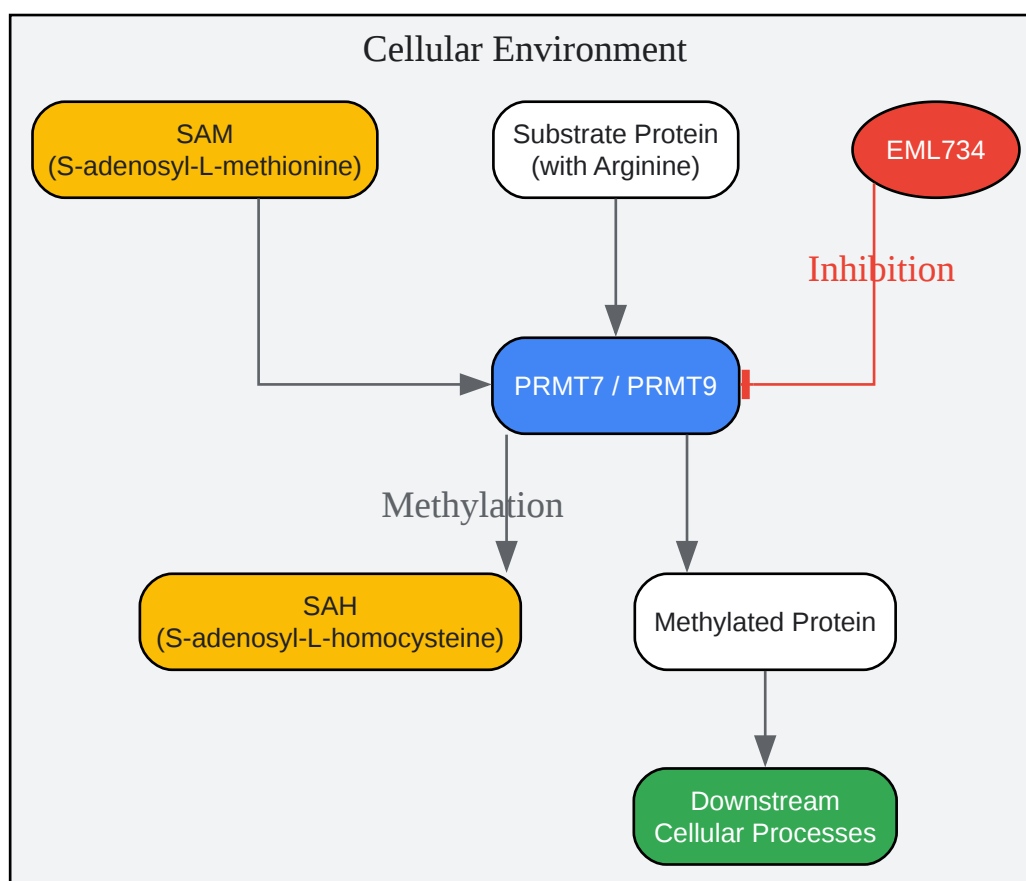 Cellular Environment
SAM
(S-adenosyl-L-methionine)
Substrate Protein
(with Arginine)
EML734
Inhibition
PRMT7 / PRMT9
Methylation
SAH
(S-adenosyl-L-homocysteine)
Methylated Protein
Downstream
Cellular Processes